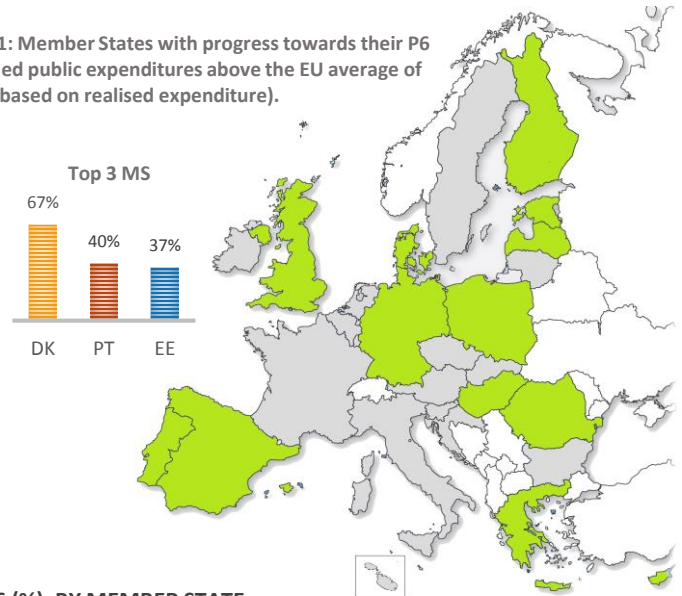 1: Member States with progress towards their P6
ed public expenditures above the EU average of
based on realised expenditure).
Top 3 MS
67%
40%
37%
DK
PT
EE
(%), BY MEMBER STATE